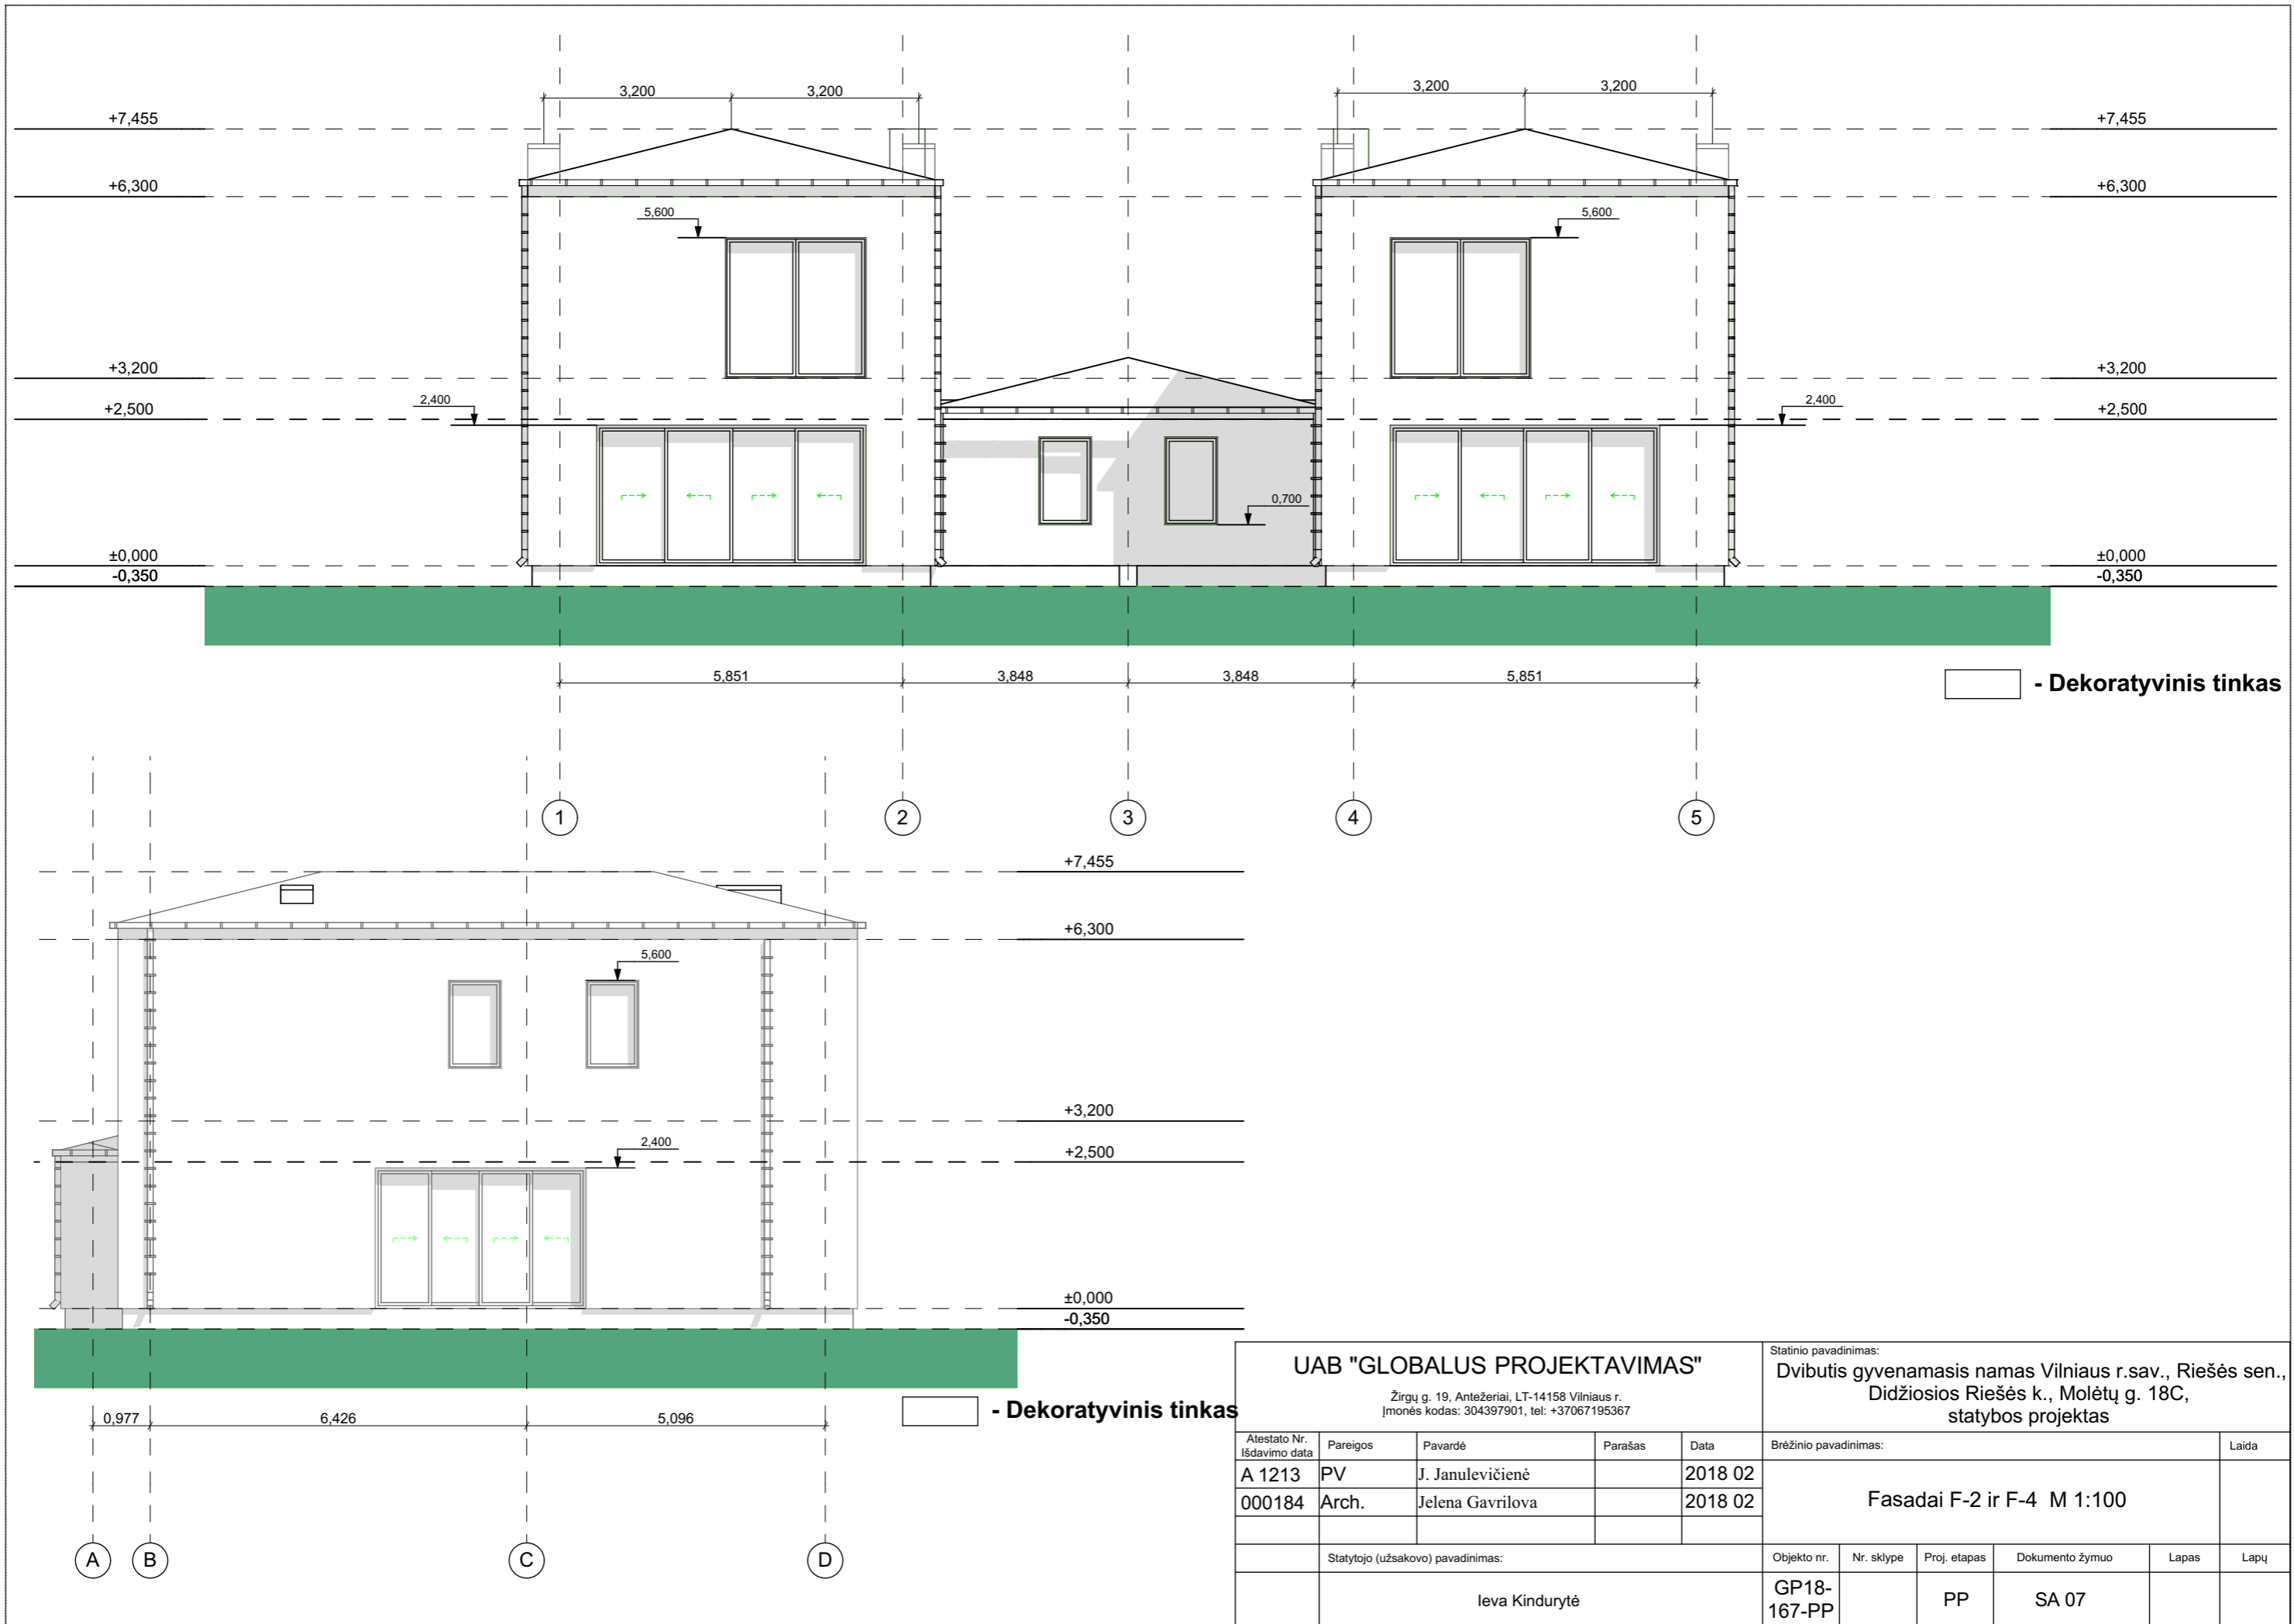 3,200 3,200 3,200 3,200
+7,455 +7,455
+6,300 +6,300
5,600 5,600
+3,200 +3,200
2,400 2,400
+2,500 +2,500
0,700
±0,000 ±0,000
-0,350 -0,350
5,851 3,848 3,848 5,851
- Dekoratyvinis tinkas
1 2 3 4 5
+7,455
+6,300
5,600
+3,200
2,400
+2,500
±0,000
-0,350
- Dekoratyvinis tinkas
0,977 6,426 5,096
A B C D
UAB "GLOBALUS PROJEKTAVIMAS"
Žirgų g. 19, Antežeriai, LT-14158 Vilniaus r.
Įmonės kodas: 304397901, tel: +37067195367
Statinio pavadinimas:
Dvibutis gyvenamasis namas Vilniaus r.sav., Riešės sen.,
Didžiosios Riešės k., Molėtų g. 18C,
statybos projektas
Atestato Nr.
Išdavimo data
Pareigos Pavardė Parašas Data
A 1213 PV J. Janulevičienė 2018 02
000184 Arch. Jelena Gavrilova 2018 02
Brėžinio pavadinimas: Laida
Fasadai F-2 ir F-4 M 1:100
Statytojo (užsakovo) pavadinimas:
Ieva Kindurytė
Objekto nr. Nr. sklype Proj. etapas Dokumento žymuo Lapas Lapų
GP18-
167-PP
PP SA 07